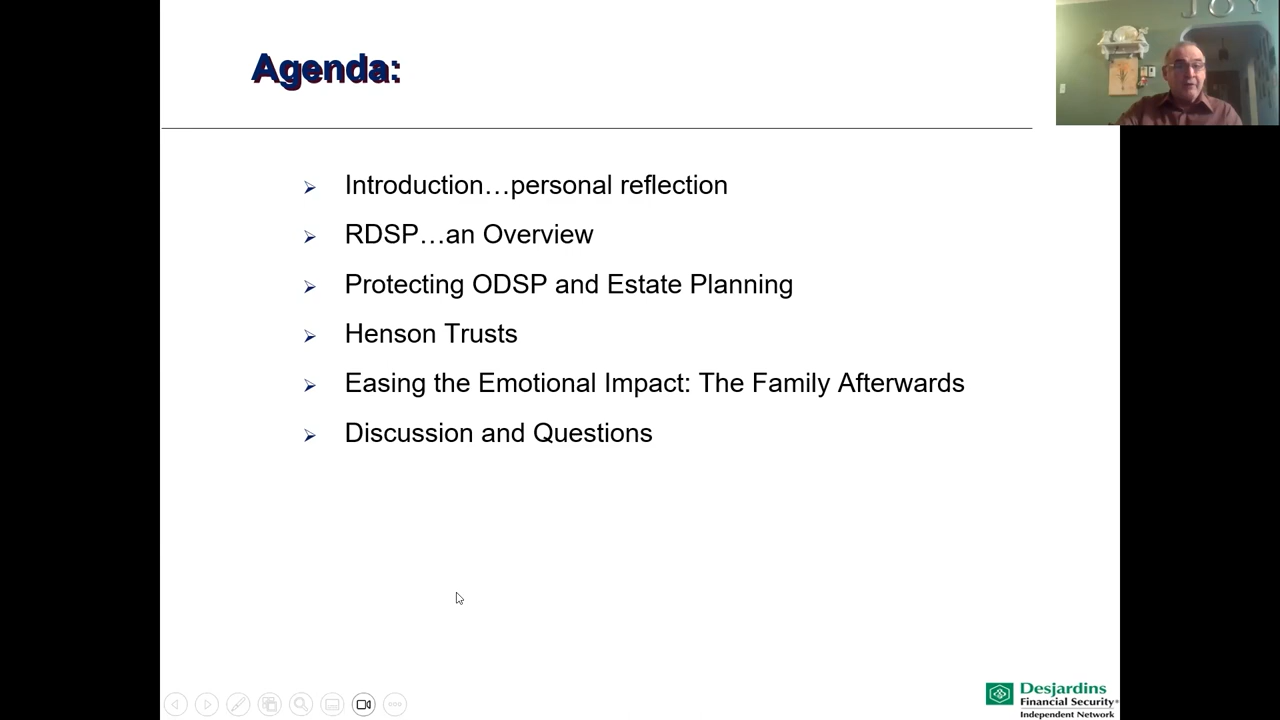 Agenda:
JOY
Introduction…personal reflection
RDSP…an Overview
Protecting ODSP and Estate Planning
Henson Trusts
Easing the Emotional Impact: The Family Afterwards
Discussion and Questions
Desjardins
Financial Security®
Independent Network